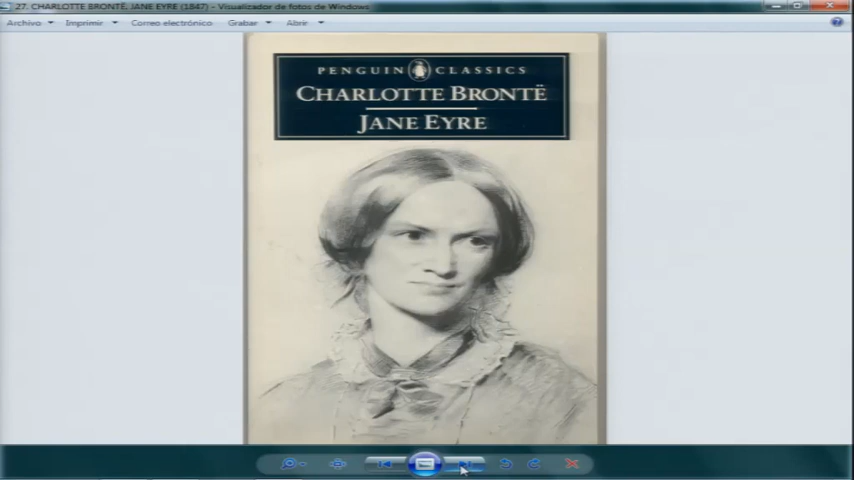 27. CHARLOTTE BRONTË, JANE EYRE (1847) - Visualizador de fotos de Windows
Archivo Imprimir Correo electrónico Grabar Abrir
PENGUIN CLASSICS
CHARLOTTE BRONTË
JANE EYRE